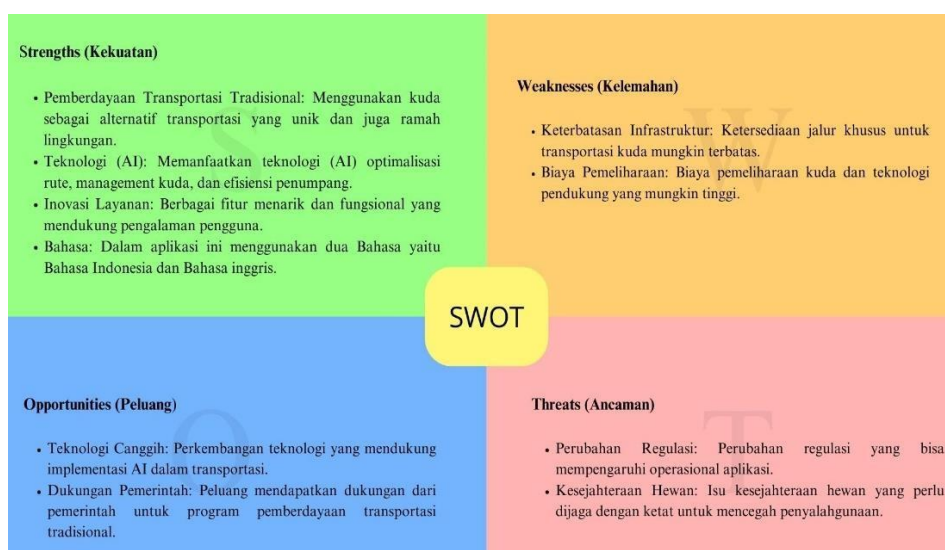 Strengths (Kekuatan)
• Pemberdayaan Transportasi Tradisional: Menggunakan kuda
sebagai alternatif transportasi yang unik dan juga ramah
lingkungan.
• Teknologi (AI): Memanfaatkan teknologi (AI) optimalisasi
rute, management kuda, dan efisiensi penumpang.
• Inovasi Layanan: Berbagai fitur menarik dan fungsional yang
mendukung pengalaman pengguna.
• Bahasa: Dalam aplikasi ini menggunakan dua Bahasa yaitu
Bahasa Indonesia dan Bahasa inggris.
S
Weaknesses (Kelemahan)
• Keterbatasan Infrastruktur: Ketersediaan jalur khusus untuk
transportasi kuda mungkin terbatas.
• Biaya Pemeliharaan: Biaya pemeliharaan kuda dan teknologi
pendukung yang mungkin tinggi.
W
SWOT
Opportunities (Peluang)
• Teknologi Canggih: Perkembangan teknologi yang mendukung
implementasi AI dalam transportasi.
• Dukungan Pemerintah: Peluang mendapatkan dukungan dari
pemerintah untuk program pemberdayaan transportasi
tradisional.
O
Threats (Ancaman)
• Perubahan Regulasi: Perubahan regulasi yang bisa
mempengaruhi operasional aplikasi.
• Kesejahteraan Hewan: Isu kesejahteraan hewan yang perlu
dijaga dengan ketat untuk mencegah penyalahgunaan.
T